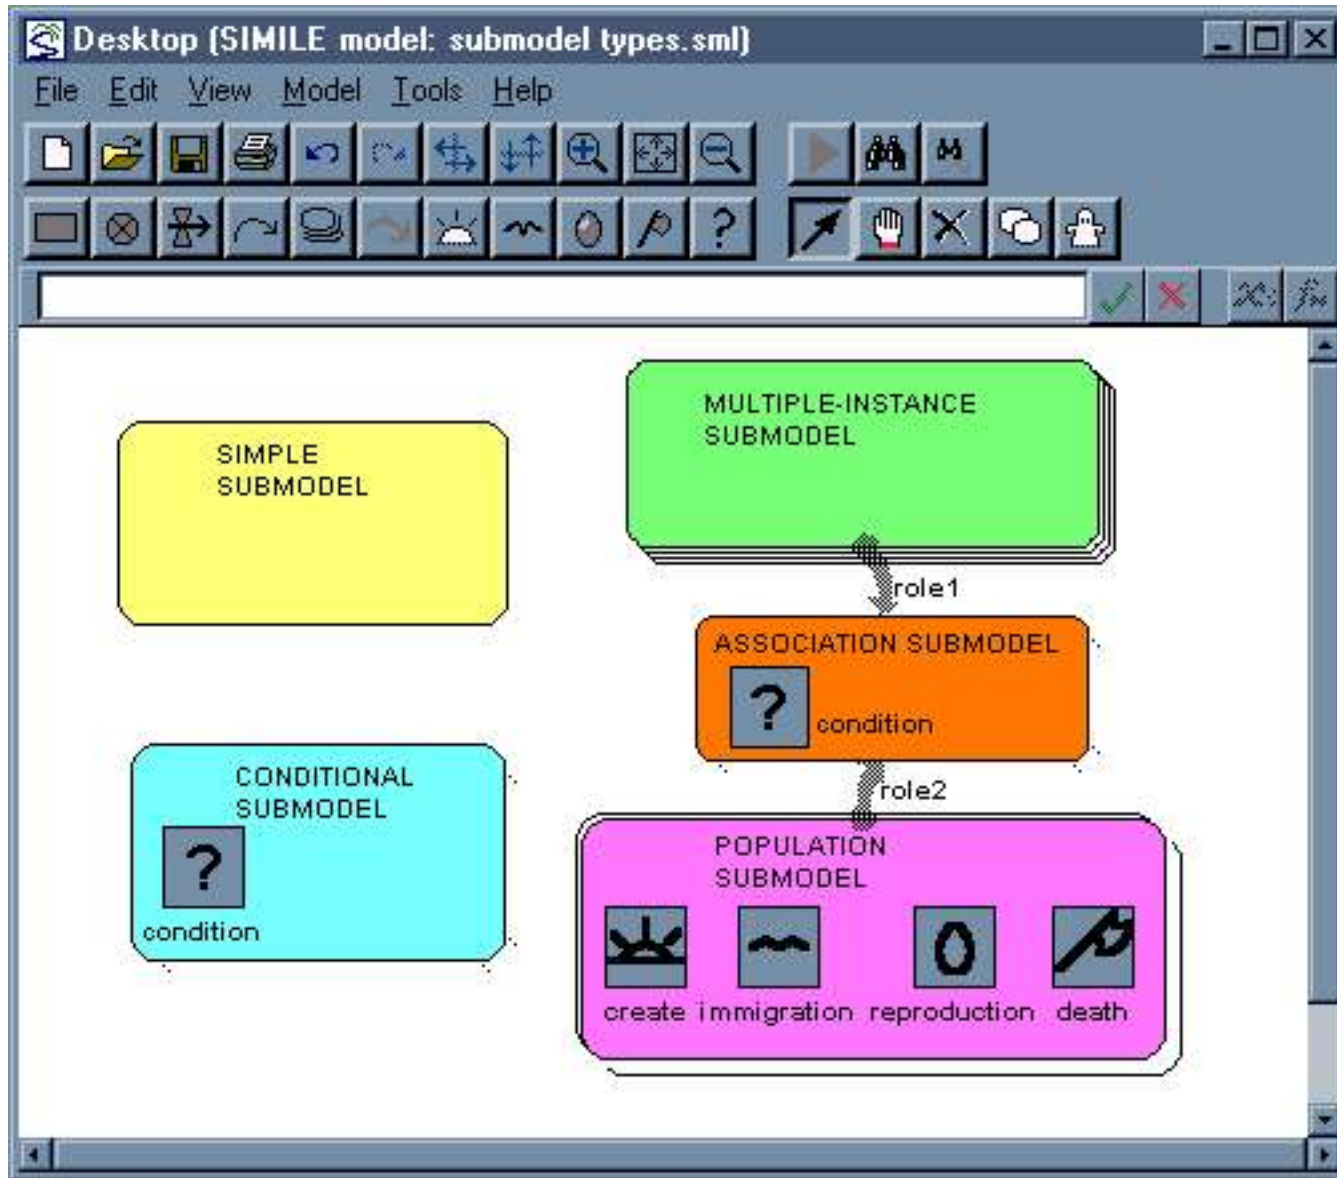 Desktop (SIMILE model: submodel types.sml)
File Edit View Model Tools Help
?
SIMPLE
SUBMODEL
MULTIPLE-INSTANCE
SUBMODEL
role1
ASSOCIATION SUBMODEL
?
condition
role2
CONDITIONAL
SUBMODEL
?
condition
POPULATION
SUBMODEL
create immigration reproduction death